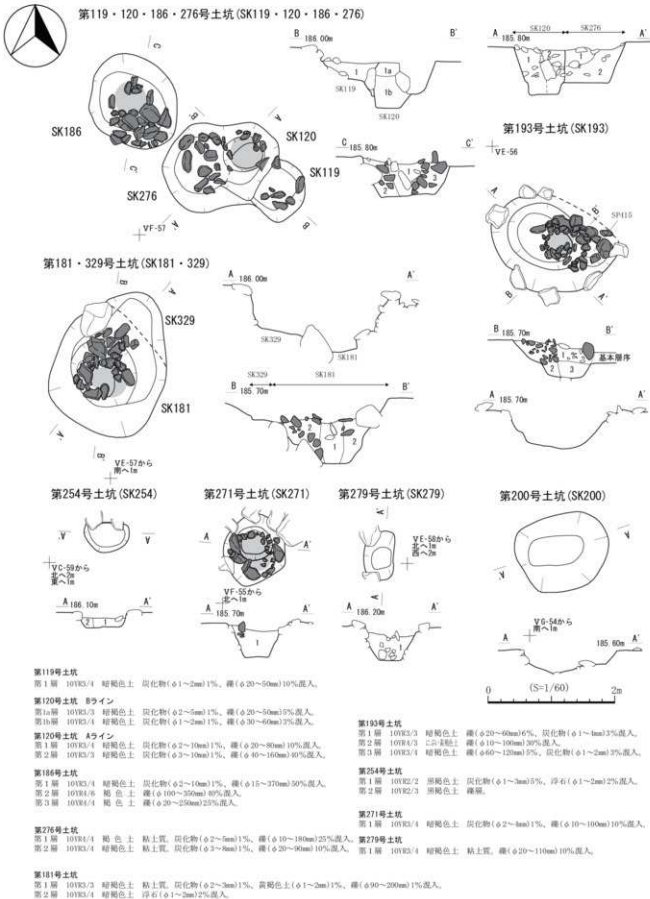 第119・120・186・276号土坑(SK119・120・186・276)
B 186.00m B'
1 1a 1b
SK119
SK120
A 185.80m A'
SK120 SK276
1 2 1 2
C
SK186
C'
B A
SK120
SK119
SK276
A' B'
VF-57
C 185.80m C'
1 3
第193号土坑(SK193)
VE-56
A B'
SP415
B A'
B 185.70m B'
1 2 3
基本層序
A 185.70m A'
第181・329号土坑(SK181・329)
B A
SK329
SK181
A' B'
VE-57から
南へ1m
A 186.00m A'
SK329 SK181
SK329 SK181
B 185.70m B'
2 1 2
第254号土坑(SK254)
A' A
VC-59から
北へ2m
東へ1m
A 186.10m A'
2 1
第271号土坑(SK271)
A A'
VF-55から
北へ1m
A 185.70m A'
1
第279号土坑(SK279)
A'
VE-58から
北へ1m
西へ2m
A
A 186.20m A'
1
第200号土坑(SK200)
A' A
VG-54から
南へ1m
A 185.60m A'
0 (S=1/60) 2m
第119号土坑
第1層 10YR3/4 暗褐色土 炭化物(φ1~2mm)1%、礫(φ20~50mm)10%混入。
第120号土坑 Bライン
第1a層 10YR3/3 暗褐色土 炭化物(φ2~5mm)1%、礫(φ20~50mm)5%混入。
第1b層 10YR3/4 暗褐色土 炭化物(φ1~2mm)1%、礫(φ30~60mm)3%混入。
第120号土坑 Aライン
第1層 10YR3/4 暗褐色土 炭化物(φ2~10mm)1%、礫(φ20~80mm)10%混入。
第2層 10YR3/3 暗褐色土 炭化物(φ3~10mm)1%、礫(φ40~160mm)40%混入。
第186号土坑
第1層 10YR3/4 暗褐色土 炭化物(φ2~10mm)1%、礫(φ15~370mm)50%混入。
第2層 10YR4/6 褐色土 礫(φ100~350mm)40%混入。
第3層 10YR4/4 褐色土 礫(φ20~250mm)25%混入。
第276号土坑
第1層 10YR4/4 褐色土 粘土質、炭化物(φ2~5mm)1%、礫(φ10~180mm)25%混入。
第2層 10YR3/4 暗褐色土 粘土質、炭化物(φ3~8mm)1%、礫(φ20~90mm)10%混入。
第181号土坑
第1層 10YR3/3 暗褐色土 粘土質、炭化物(φ2~3mm)1%、黄褐色土(φ1~2mm)1%、礫(φ90~200mm)1%混入。
第2層 10YR3/4 暗褐色土 浮石(φ1~2mm)2%混入。
第193号土坑
第1層 10YR3/3 暗褐色土 礫(φ20~60mm)6%、炭化物(φ1~4mm)3%混入。
第2層 10YR4/3 にぶい黄褐色土 礫(φ10~100mm)30%混入。
第3層 10YR3/4 暗褐色土 礫(φ60~120mm)5%、炭化物(φ1~2mm)3%混入。
第254号土坑
第1層 10YR2/2 黒褐色土 炭化物(φ1~3mm)5%、浮石(φ1~2mm)2%混入。
第2層 10YR2/3 黒褐色土 礫層。
第271号土坑
第1層 10YR3/4 暗褐色土 炭化物(φ2~4mm)1%、礫(φ10~100mm)10%混入。
第279号土坑
第1層 10YR3/4 暗褐色土 粘土質、礫(φ20~110mm)10%混入。